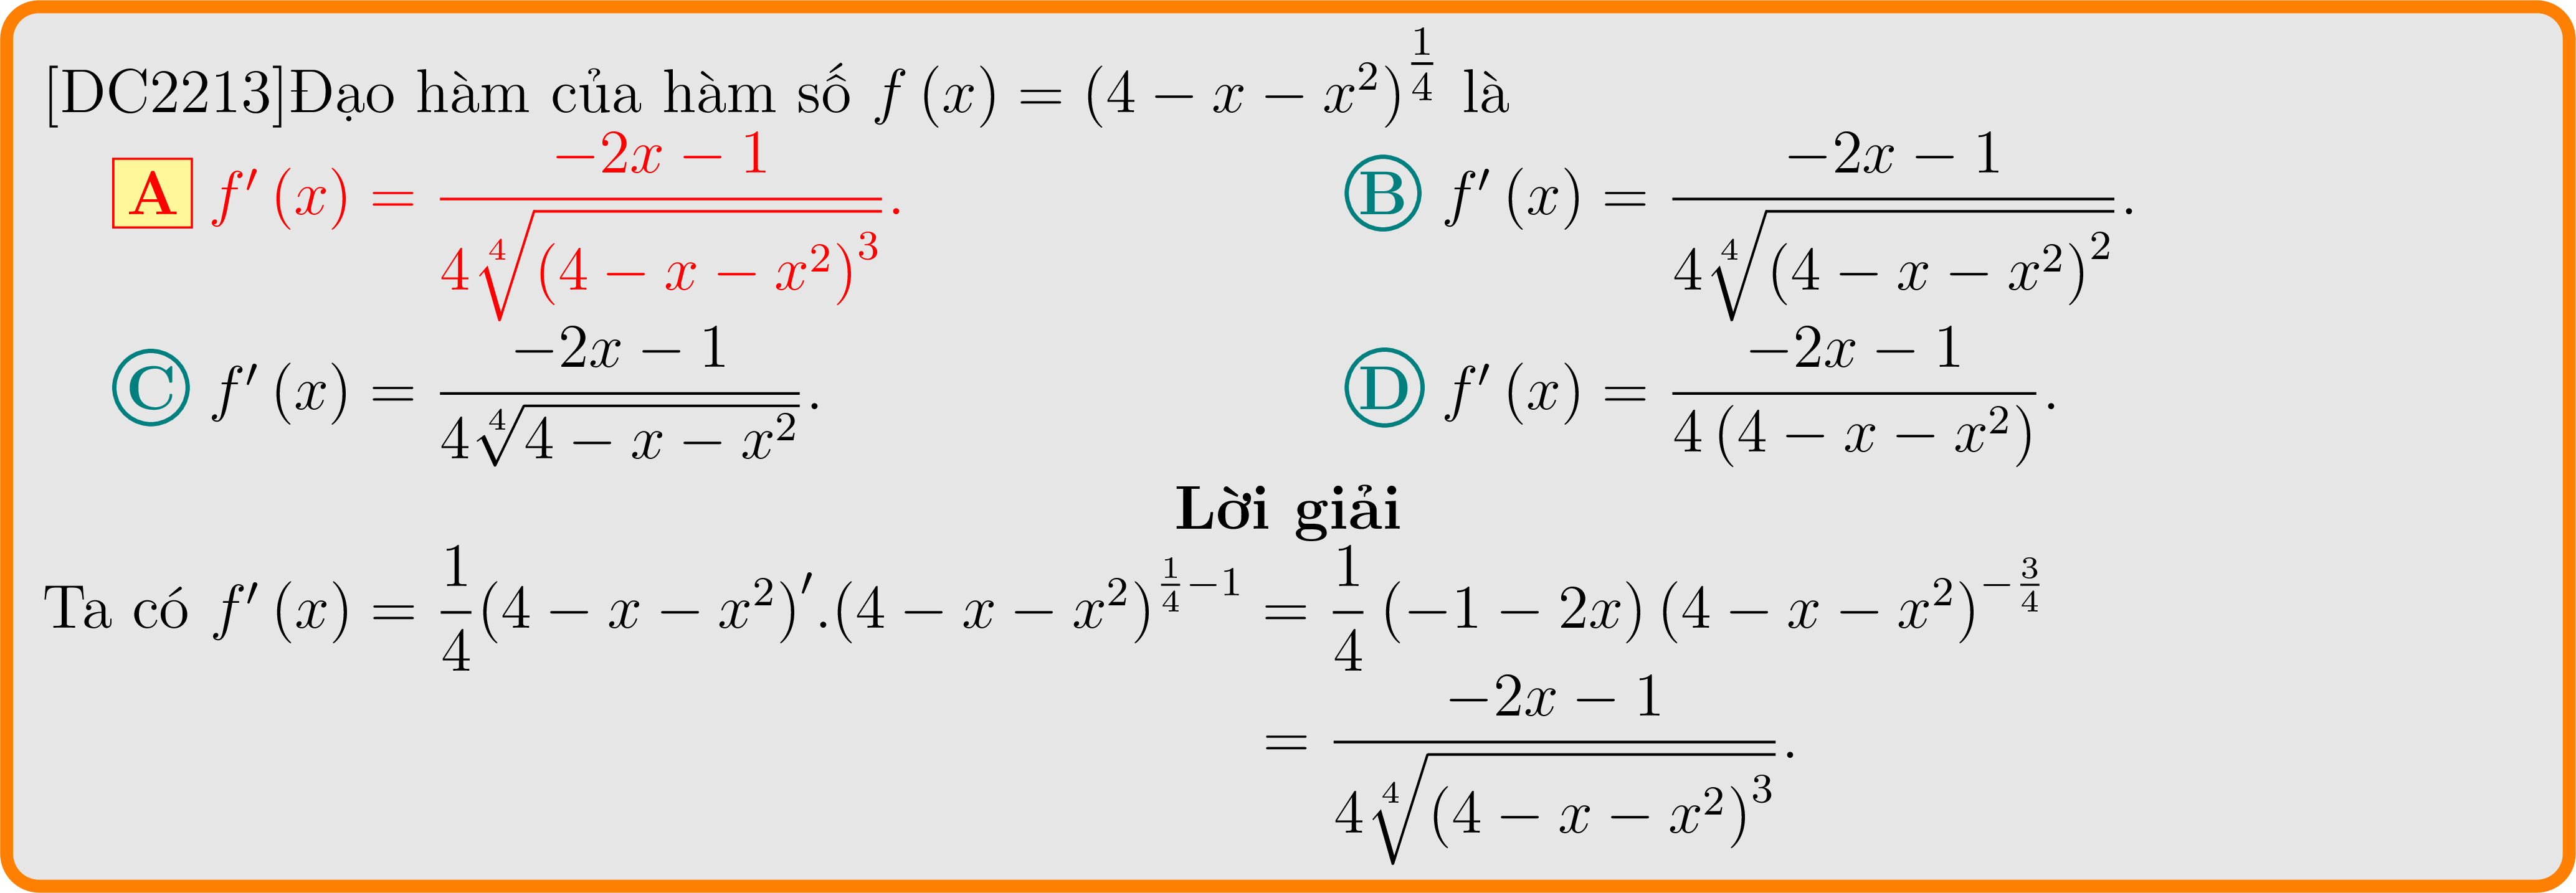 [DC2213]Đạo hàm của hàm số $f(x) = (4 - x - x^2)^{\frac{1}{4}}$ là
A $f'(x) = \frac{-2x - 1}{4\sqrt[4]{(4 - x - x^2)^3}}.$ B $f'(x) = \frac{-2x - 1}{4\sqrt[4]{(4 - x - x^2)^2}}.$
C $f'(x) = \frac{-2x - 1}{4\sqrt[4]{4 - x - x^2}}.$ D $f'(x) = \frac{-2x - 1}{4(4 - x - x^2)}.$
Lời giải
Ta có $f'(x) = \frac{1}{4}(4 - x - x^2)'.(4 - x - x^2)^{\frac{1}{4} - 1} = \frac{1}{4}(-1 - 2x)(4 - x - x^2)^{-\frac{3}{4}}$
$= \frac{-2x - 1}{4\sqrt[4]{(4 - x - x^2)^3}}.$